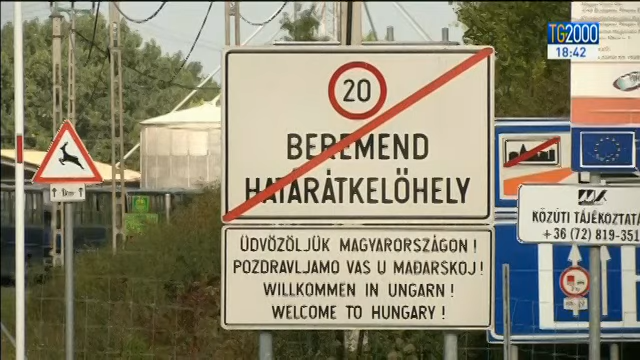 TG2000
18:42
20
BEREMEND
HATÁRÁTKELŐHELY
ÜDVÖZÖLJÜK MAGYARORSZÁGON!
POZDRAVLJAMO VAS U MAĐARSKOJ!
WILLKOMMEN IN UNGARN!
WELCOME TO HUNGARY!
KÖZÚTI TÁJÉKOZTATÁ
+36 (72) 819-351